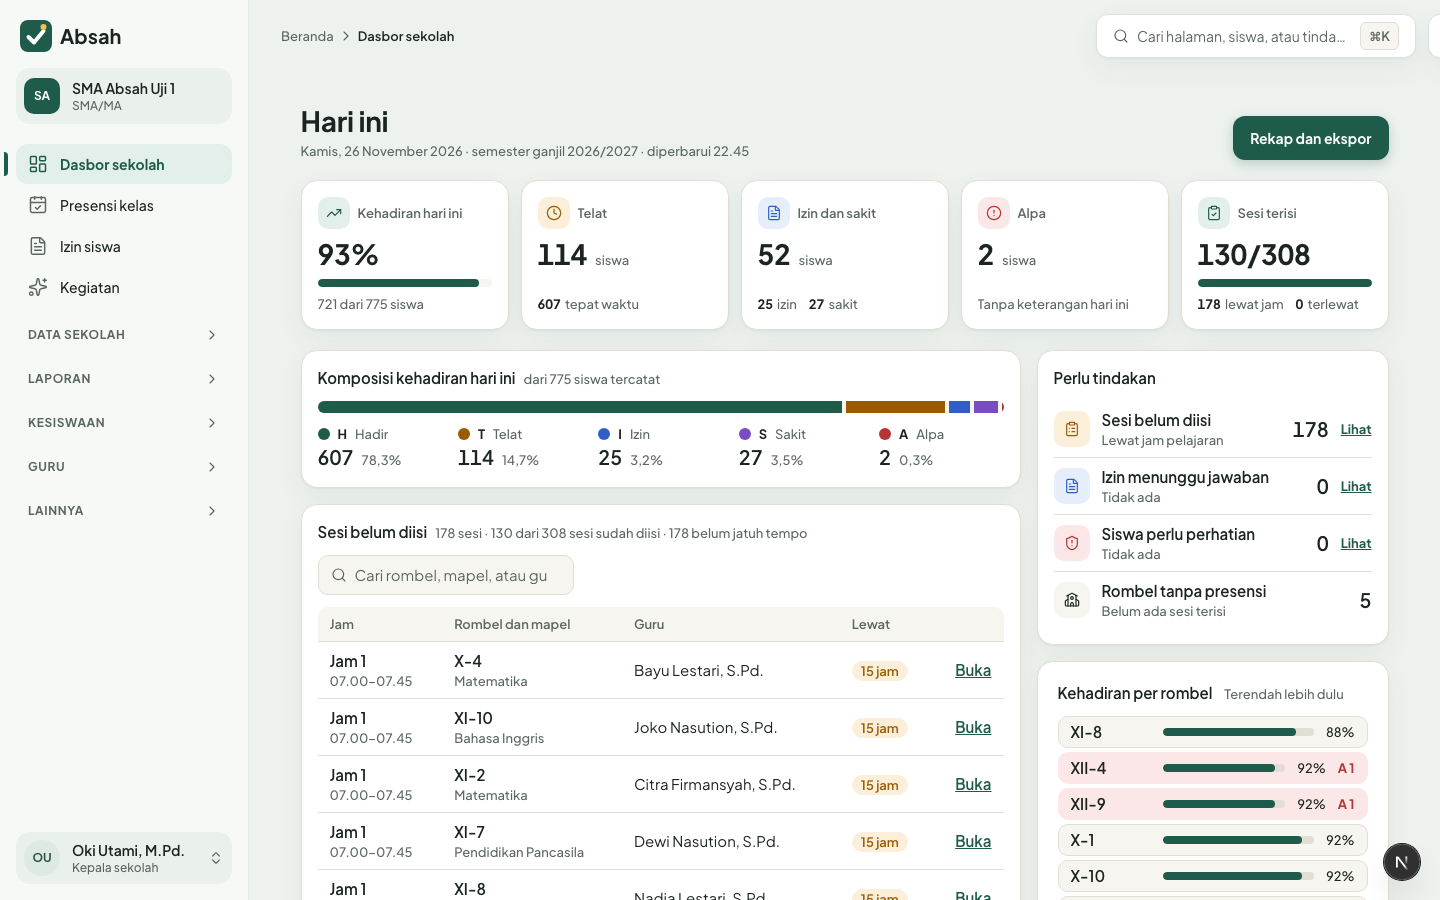 Absah
SA
SMA Absah Uji 1
SMA/MA
Dasbor sekolah
Presensi kelas
Izin siswa
Kegiatan
DATA SEKOLAH
LAPORAN
KESISWAAN
GURU
LAINNYA
OU
Oki Utami, M.Pd.
Kepala sekolah
Beranda > Dasbor sekolah
Cari halaman, siswa, atau tinda... ⌘K
Hari ini
Kamis, 26 November 2026 · semester ganjil 2026/2027 · diperbarui 22.45
Rekap dan ekspor
Kehadiran hari ini
93%
721 dari 775 siswa
Telat
114 siswa
607 tepat waktu
Izin dan sakit
52 siswa
25 izin 27 sakit
Alpa
2 siswa
Tanpa keterangan hari ini
Sesi terisi
130/308
178 lewat jam 0 terlewat
Komposisi kehadiran hari ini dari 775 siswa tercatat
H Hadir T Telat I Izin S Sakit A Alpa
607 78,3% 114 14,7% 25 3,2% 27 3,5% 2 0,3%
Sesi belum diisi 178 sesi · 130 dari 308 sesi sudah diisi · 178 belum jatuh tempo
Cari rombel, mapel, atau gu
Jam Rombel dan mapel Guru Lewat
Jam 1 X-4 Bayu Lestari, S.Pd. 15 jam Buka
07.00–07.45 Matematika
Jam 1 XI-10 Joko Nasution, S.Pd. 15 jam Buka
07.00–07.45 Bahasa Inggris
Jam 1 XI-2 Citra Firmansyah, S.Pd. 15 jam Buka
07.00–07.45 Matematika
Jam 1 XI-7 Dewi Nasution, S.Pd. 15 jam Buka
07.00–07.45 Pendidikan Pancasila
Jam 1 XI-8 Nadia Lestari, S.Pd. 15 jam Buka
Perlu tindakan
Sesi belum diisi 178 Lihat
Lewat jam pelajaran
Izin menunggu jawaban 0 Lihat
Tidak ada
Siswa perlu perhatian 0 Lihat
Tidak ada
Rombel tanpa presensi 5
Belum ada sesi terisi
Kehadiran per rombel Terendah lebih dulu
XI-8 88%
XII-4 92% A 1
XII-9 92% A 1
X-1 92%
X-10 92%
N